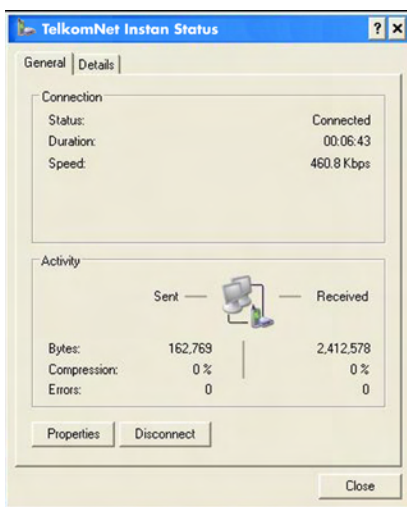 TelkomNet Instan Status
General Details
Connection
Status: Connected
Duration: 00:06:43
Speed: 460.8 Kbps
Activity
Sent Received
Bytes: 162,769 2,412,578
Compression: 0 % 0 %
Errors: 0 0
Properties Disconnect
Close